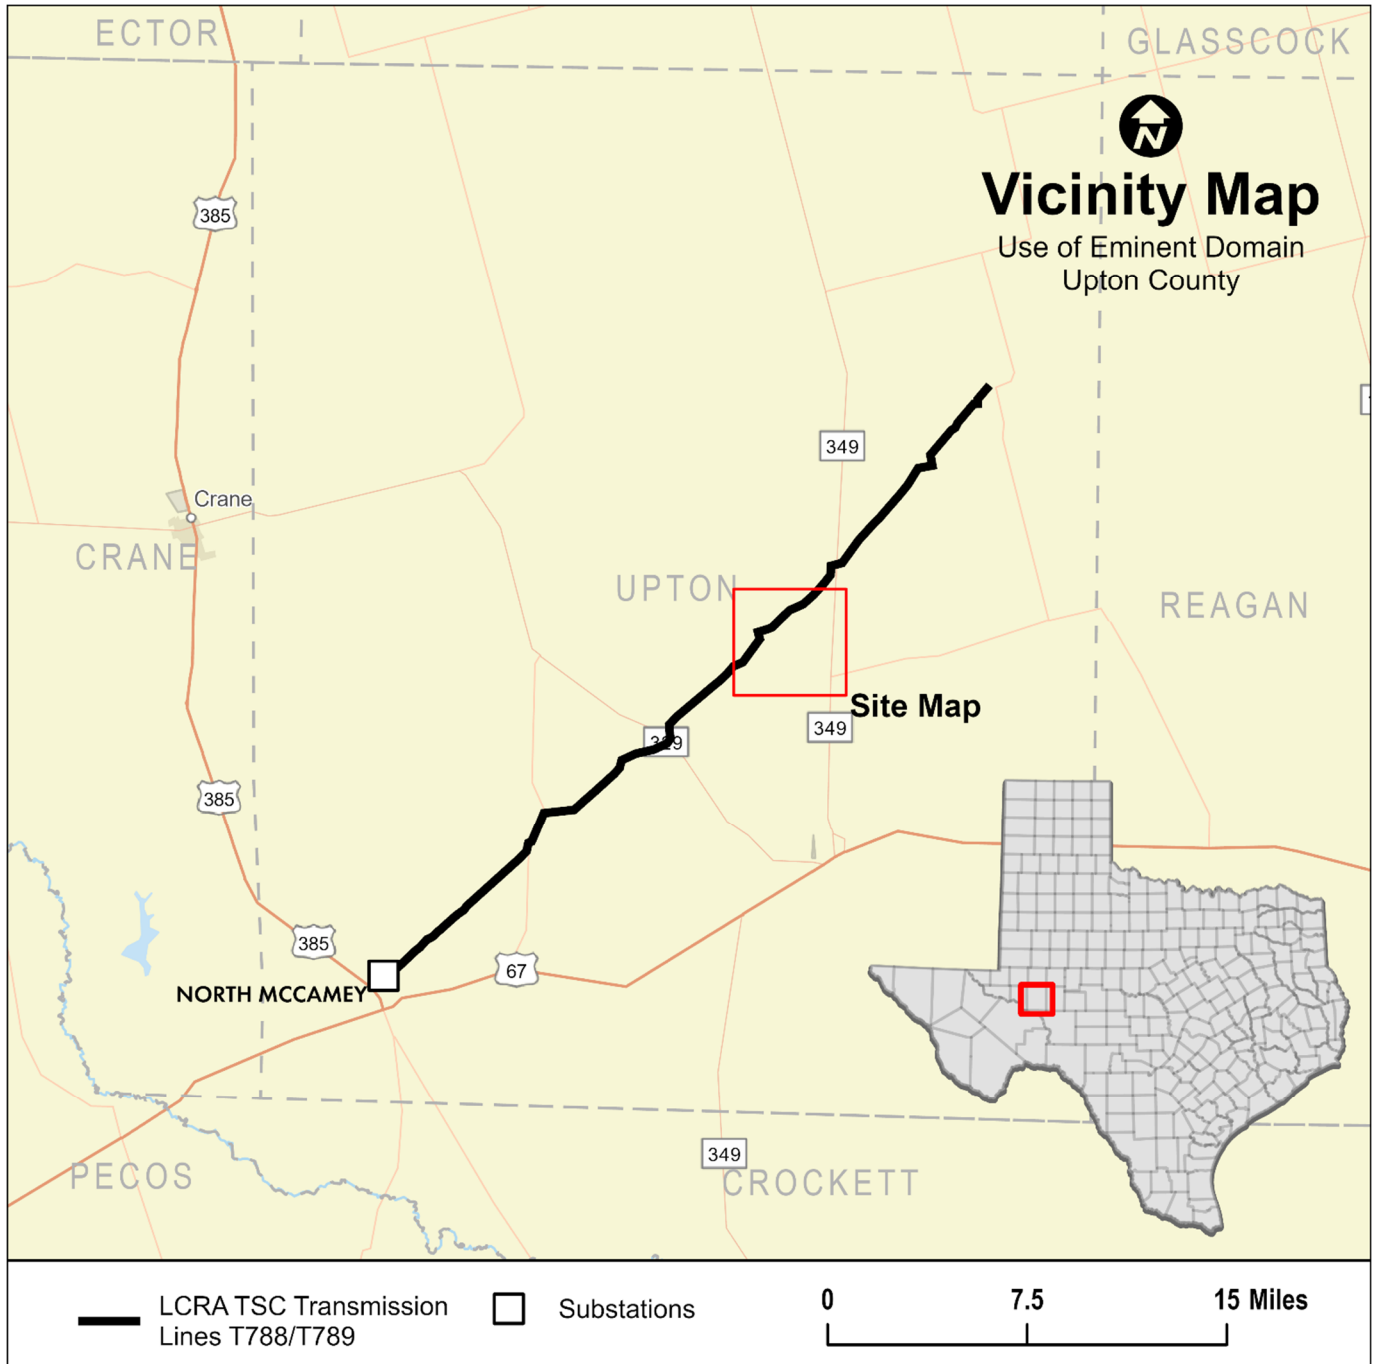 ECTOR
GLASSCOCK
N
Vicinity Map
Use of Eminent Domain
Upton County
385
349
Crane
CRANE
UPTON
REAGAN
Site Map
349
385
385
67
NORTH MCCAMEY
349
PECOS
CROCKETT
LCRA TSC Transmission
Lines T788/T789
Substations
0 7.5 15 Miles